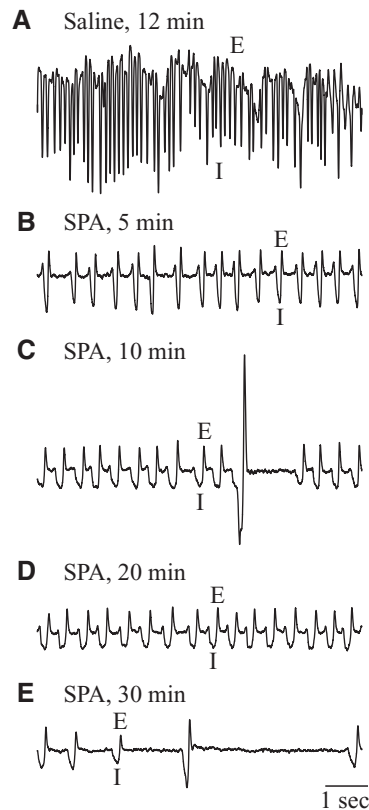 A Saline, 12 min
E
I
B SPA, 5 min
E
I
C SPA, 10 min
E
I
D SPA, 20 min
E
I
E SPA, 30 min
E
I
1 sec